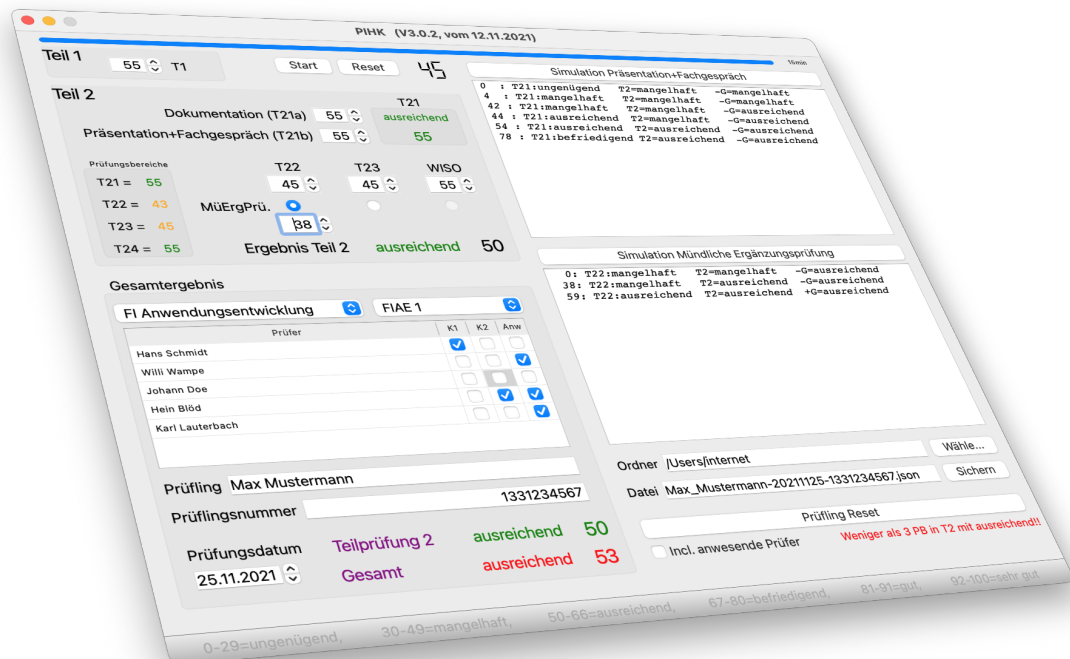 PIHK (V3.0.2, vom 12.11.2021)
15min
Teil 1
55
T1
Start
Reset
45
Teil 2
Dokumentation (T21a)
55
Präsentation+Fachgespräch (T21b)
55
T21
ausreichend
55
Prüfungsbereiche
T21 = 55
T22 = 43
T23 = 45
T24 = 55
T22
T23
WISO
45
45
55
MüErgPrü.
38
Ergebnis Teil 2
ausreichend
50
Gesamtergebnis
FI Anwendungsentwicklung
FIAE 1
Prüfer
K1
K2
Anw
Hans Schmidt
Willi Wampe
Johann Doe
Hein Blöd
Karl Lauterbach
Prüfling
Max Mustermann
Prüflingsnummer
1331234567
Prüfungsdatum
25.11.2021
Teilprüfung 2
ausreichend
50
Gesamt
ausreichend
53
Simulation Präsentation+Fachgespräch
0 : T21:ungenügend T2=mangelhaft -G=mangelhaft
4 : T21:mangelhaft T2=mangelhaft -G=mangelhaft
42 : T21:mangelhaft T2=mangelhaft -G=ausreichend
44 : T21:ausreichend T2=mangelhaft -G=ausreichend
54 : T21:ausreichend T2=ausreichend -G=ausreichend
78 : T21:befriedigend T2=ausreichend -G=ausreichend
Simulation Mündliche Ergänzungsprüfung
0: T22:mangelhaft T2=mangelhaft -G=ausreichend
38: T22:mangelhaft T2=ausreichend -G=ausreichend
59: T22:ausreichend T2=ausreichend +G=ausreichend
Ordner
/Users/internet
Wähle...
Datei
Max_Mustermann-20211125-1331234567.json
Sichern
Prüfling Reset
Incl. anwesende Prüfer
Weniger als 3 PB in T2 mit ausreichend!!
0-29=ungenügend, 30-49=mangelhaft, 50-66=ausreichend, 67-80=befriedigend, 81-91=gut, 92-100=sehr gut